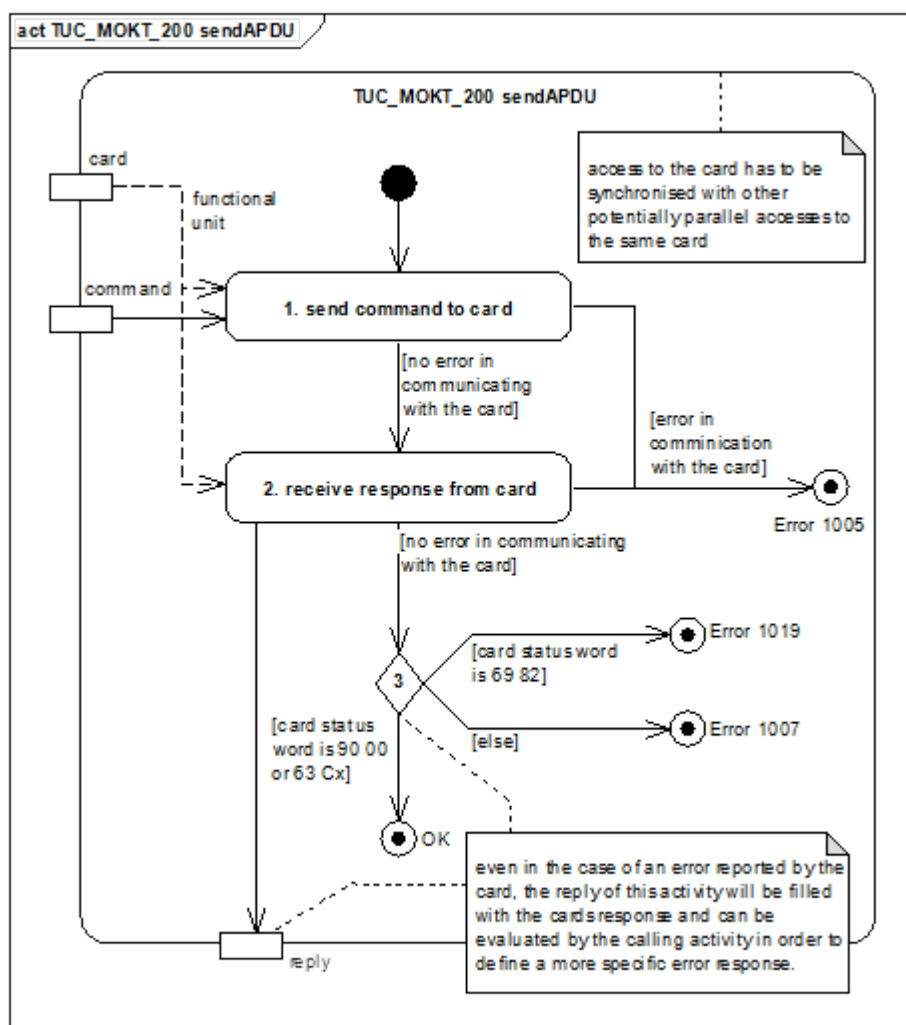 act TUC_MOKT_200 sendAPDU
TUC_MOKT_200 sendAPDU
card
functional
unit
access to the card has to be
synchronised with other
potentially parallel accesses to
the same card
command
1. send command to card
[no error in
communicating
with the card]
[error in
comminication
with the card]
2. receive response from card
Error 1005
[no error in communicating
with the card]
Error 1019
[card status word
is 69 82]
3
[card status
word is 90 00
or 63 Cx]
[else]
Error 1007
OK
even in the case of an error reported by the
card, the reply of this activity will be filled
with the cards response and can be
evaluated by the calling activity in order to
define a more specific error response.
reply